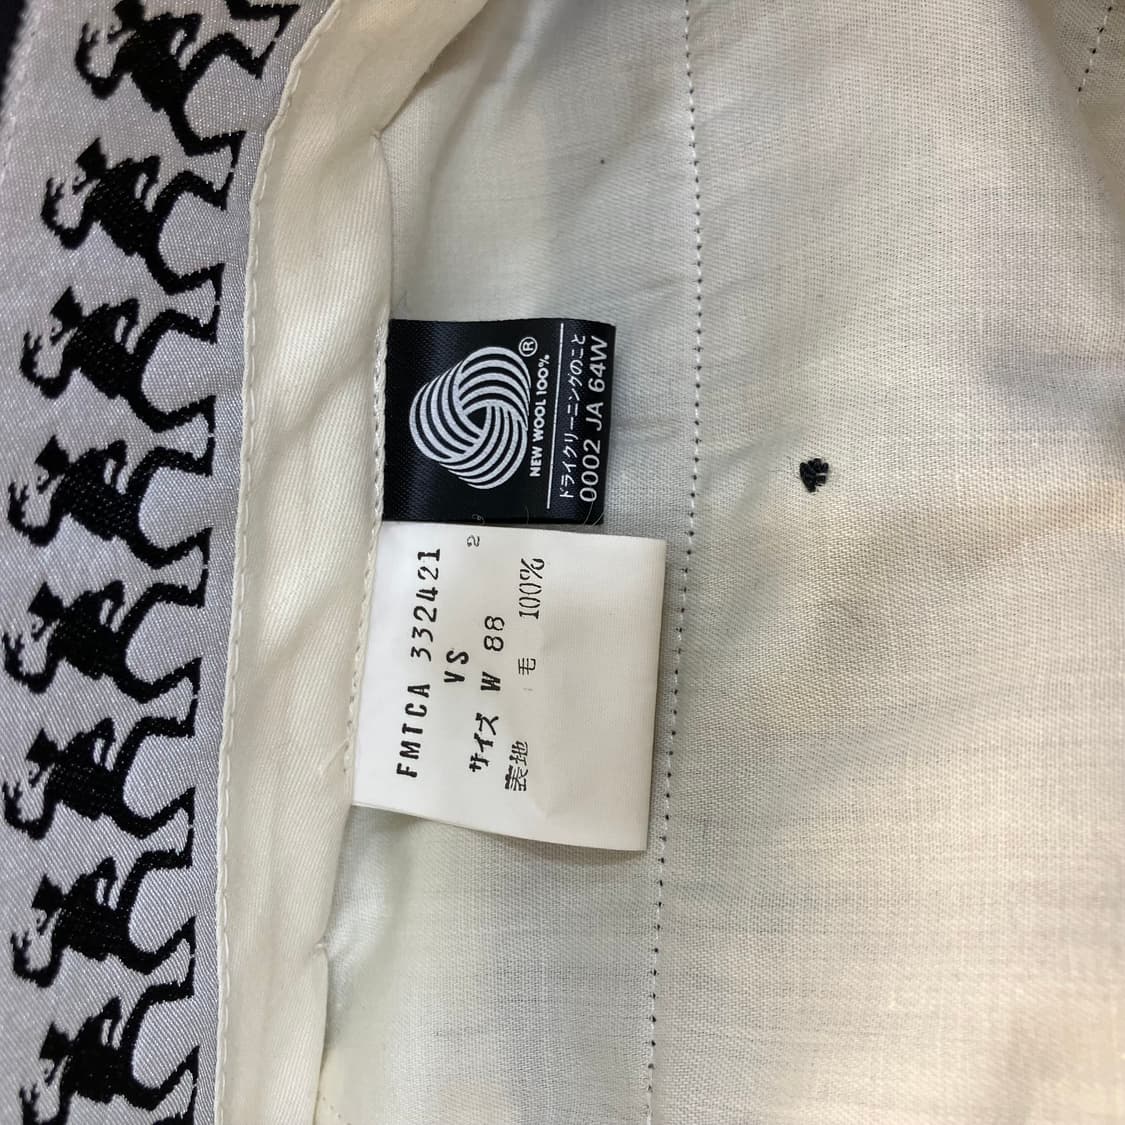 ®
NEW WOOL 100%
ドライクリーニングのこと
0002 JA 64W
FMTCA 332421
VS
サイズ W 88
2
表地 毛 100%